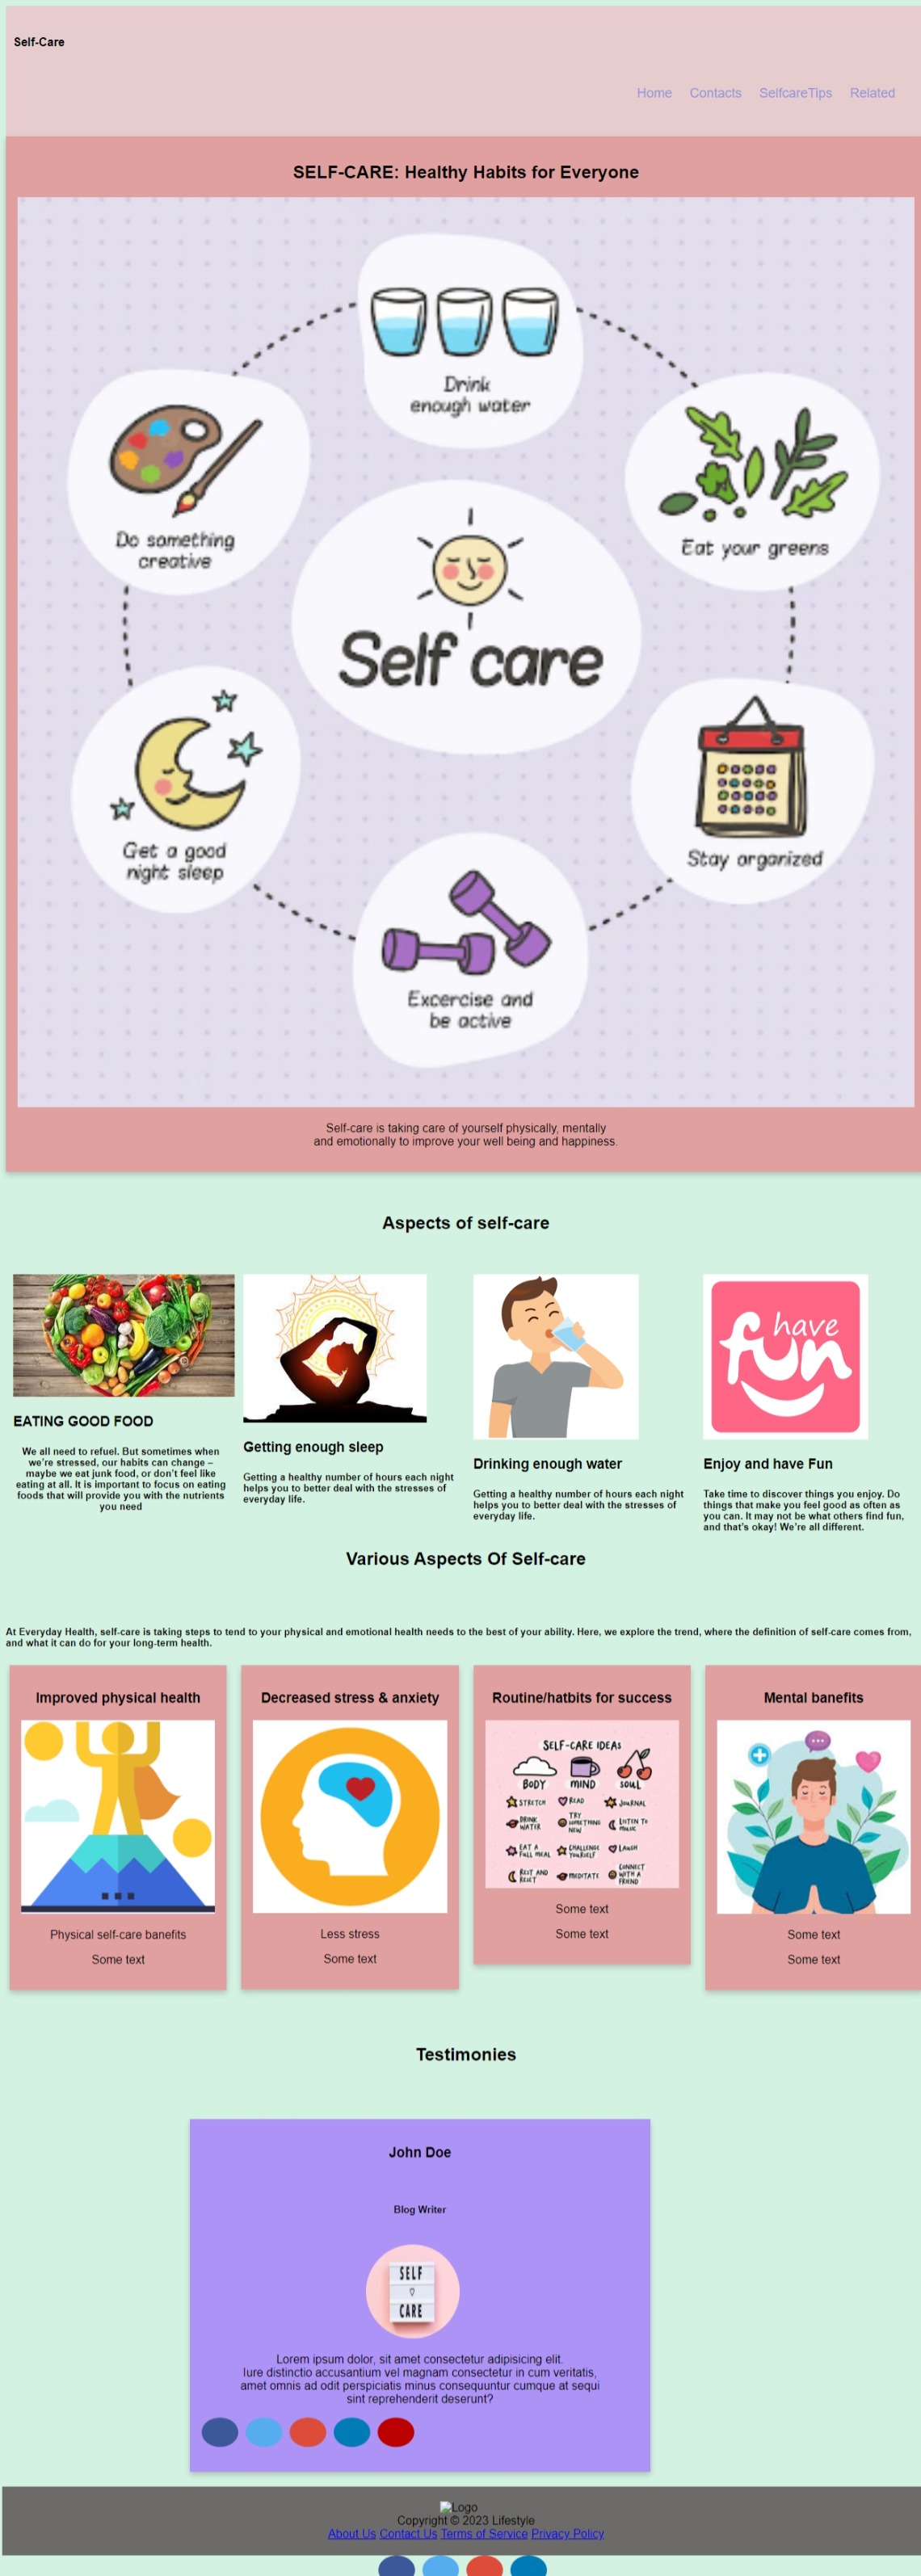 Self-Care
Home Contacts SelfcareTips Related
SELF-CARE: Healthy Habits for Everyone
Drink
enough water
Do something
creative
Eat your greens
Self care
Get a good
night sleep
Stay organized
Excercise and
be active
Self-care is taking care of yourself physically, mentally
and emotionally to improve your well being and happiness.
Aspects of self-care
have
fun
EATING GOOD FOOD
We all need to refuel. But sometimes when
we're stressed, our habits can change –
maybe we eat junk food, or don't feel like
eating at all. It is important to focus on eating
foods that will provide you with the nutrients
you need
Getting enough sleep
Getting a healthy number of hours each night
helps you to better deal with the stresses of
everyday life.
Drinking enough water
Getting a healthy number of hours each night
helps you to better deal with the stresses of
everyday life.
Enjoy and have Fun
Take time to discover things you enjoy. Do
things that make you feel good as often as
you can. It may not be what others find fun,
and that's okay! We're all different.
Various Aspects Of Self-care
At Everyday Health, self-care is taking steps to tend to your physical and emotional health needs to the best of your ability. Here, we explore the trend, where the definition of self-care comes from,
and what it can do for your long-term health.
Improved physical health
Physical self-care banefits
Some text
Decreased stress & anxiety
Less stress
Some text
Routine/hatbits for success
SELF-CARE IDEAS
BODY MIND SOUL
STRETCH READ JOURNAL
DRINK
WATER
TRY
SOMETHING
NEW
LISTEN TO
MUSIC
EAT A
FULL MEAL
CHALLENGE
YOURSELF
LAUGH
REST AND
RESET
MEDITATE
CONNECT
WITH A
FRIEND
Some text
Some text
Mental banefits
Some text
Some text
Testimonies
John Doe
Blog Writer
SELF
CARE
Lorem ipsum dolor, sit amet consectetur adipisicing elit.
Iure distinctio accusantium vel magnam consectetur in cum veritatis,
amet omnis ad odit perspiciatis minus consequuntur cumque at sequi
sint reprehenderit deserunt?
Logo
Copyright © 2023 Lifestyle
About Us Contact Us Terms of Service Privacy Policy